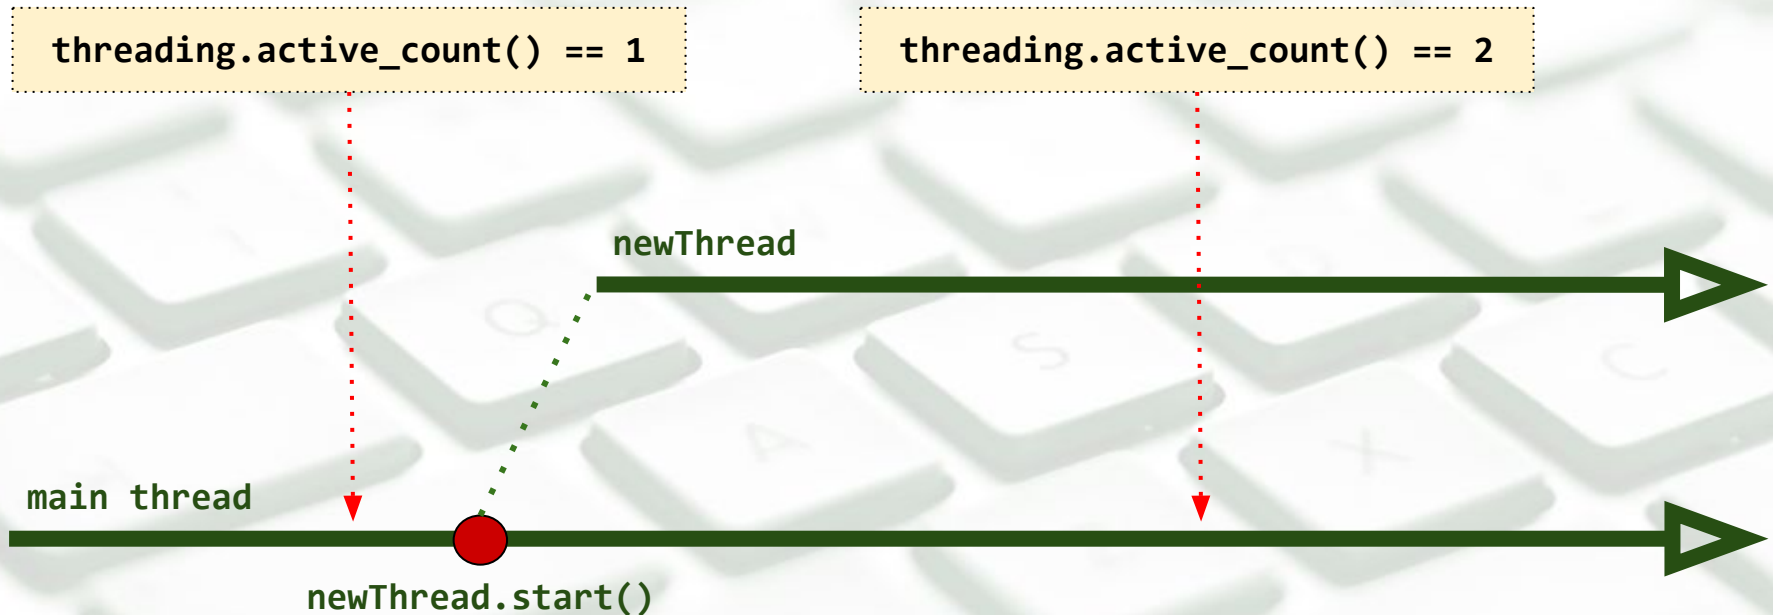 threading.active_count() == 1
threading.active_count() == 2
newThread
main thread
newThread.start()
Q
S
A
X
C